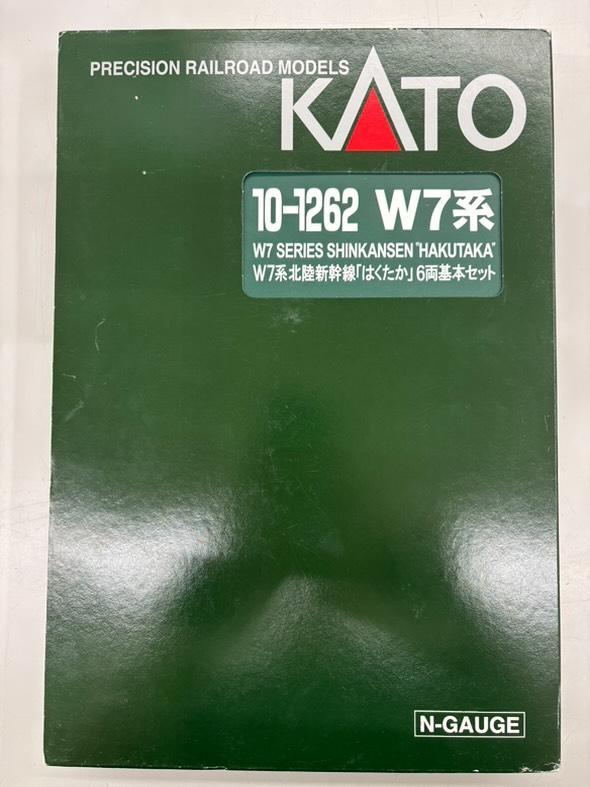 PRECISION RAILROAD MODELS
KATO
10-1262 W7系
W7 SERIES SHINKANSEN "HAKUTAKA"
W7系北陸新幹線「はくたか」6両基本セット
N-GAUGE